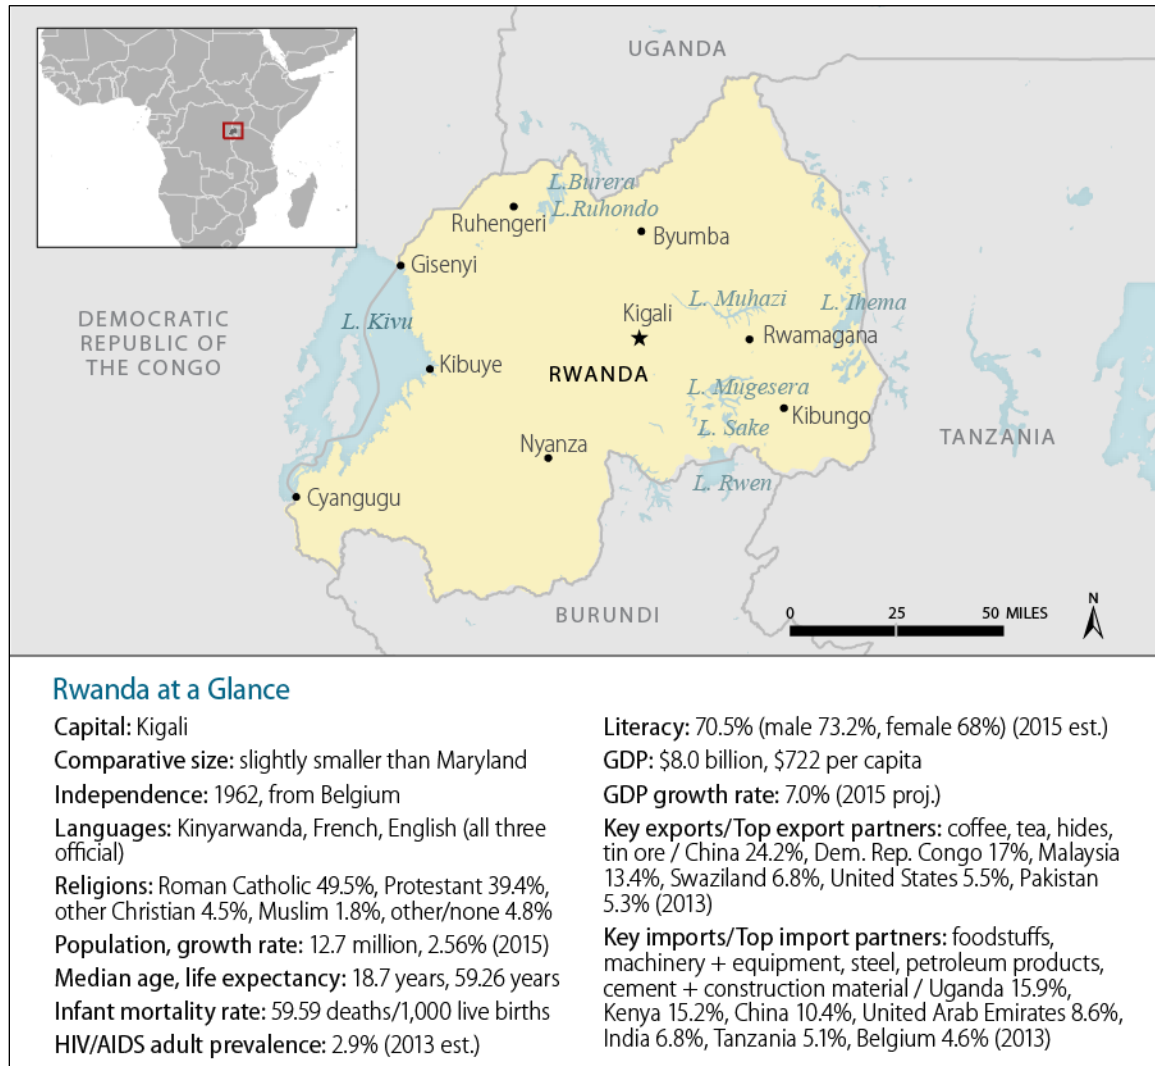 UGANDA
L.Burera
L.Ruhondo
Ruhengeri
Byumba
Gisenyi
L. Muhazi
L. Ihema
Kigali
DEMOCRATIC
REPUBLIC OF
THE CONGO
L. Kivu
Rwamagana
Kibuye
RWANDA
L. Mugesera
Kibungo
L. Sake
TANZANIA
Nyanza
L. Rwen
Cyangugu
BURUNDI
0 25 50 MILES
N
Rwanda at a Glance
Capital: Kigali
Comparative size: slightly smaller than Maryland
Independence: 1962, from Belgium
Languages: Kinyarwanda, French, English (all three
official)
Religions: Roman Catholic 49.5%, Protestant 39.4%,
other Christian 4.5%, Muslim 1.8%, other/none 4.8%
Population, growth rate: 12.7 million, 2.56% (2015)
Median age, life expectancy: 18.7 years, 59.26 years
Infant mortality rate: 59.59 deaths/1,000 live births
HIV/AIDS adult prevalence: 2.9% (2013 est.)
Literacy: 70.5% (male 73.2%, female 68%) (2015 est.)
GDP: $8.0 billion, $722 per capita
GDP growth rate: 7.0% (2015 proj.)
Key exports/Top export partners: coffee, tea, hides,
tin ore / China 24.2%, Dem. Rep. Congo 17%, Malaysia
13.4%, Swaziland 6.8%, United States 5.5%, Pakistan
5.3% (2013)
Key imports/Top import partners: foodstuffs,
machinery + equipment, steel, petroleum products,
cement + construction material / Uganda 15.9%,
Kenya 15.2%, China 10.4%, United Arab Emirates 8.6%,
India 6.8%, Tanzania 5.1%, Belgium 4.6% (2013)